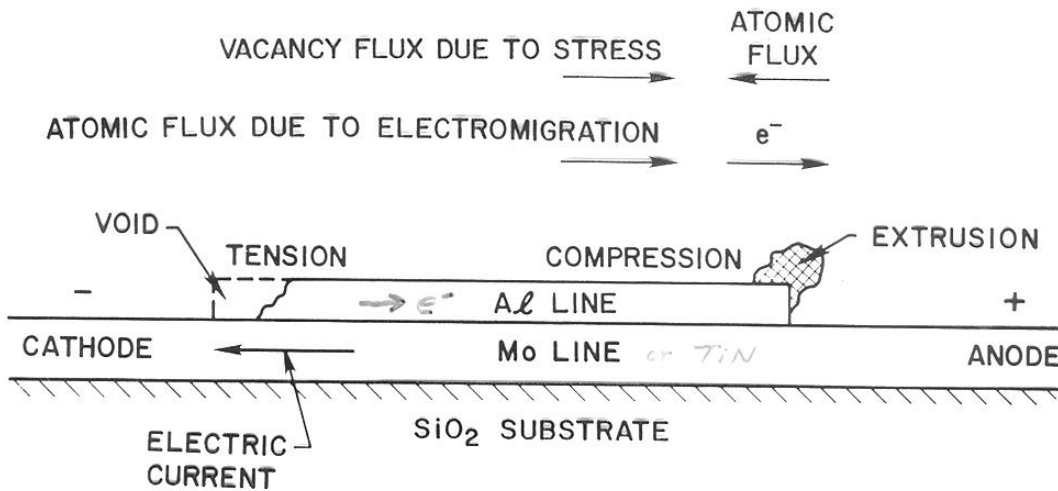 VACANCY FLUX DUE TO STRESS
ATOMIC
FLUX
ATOMIC FLUX DUE TO ELECTROMIGRATION
e⁻
VOID
TENSION
COMPRESSION
EXTRUSION
-
→ e⁻
Aℓ LINE
+
CATHODE
Mo LINE or TiN
ANODE
SiO₂ SUBSTRATE
ELECTRIC
CURRENT